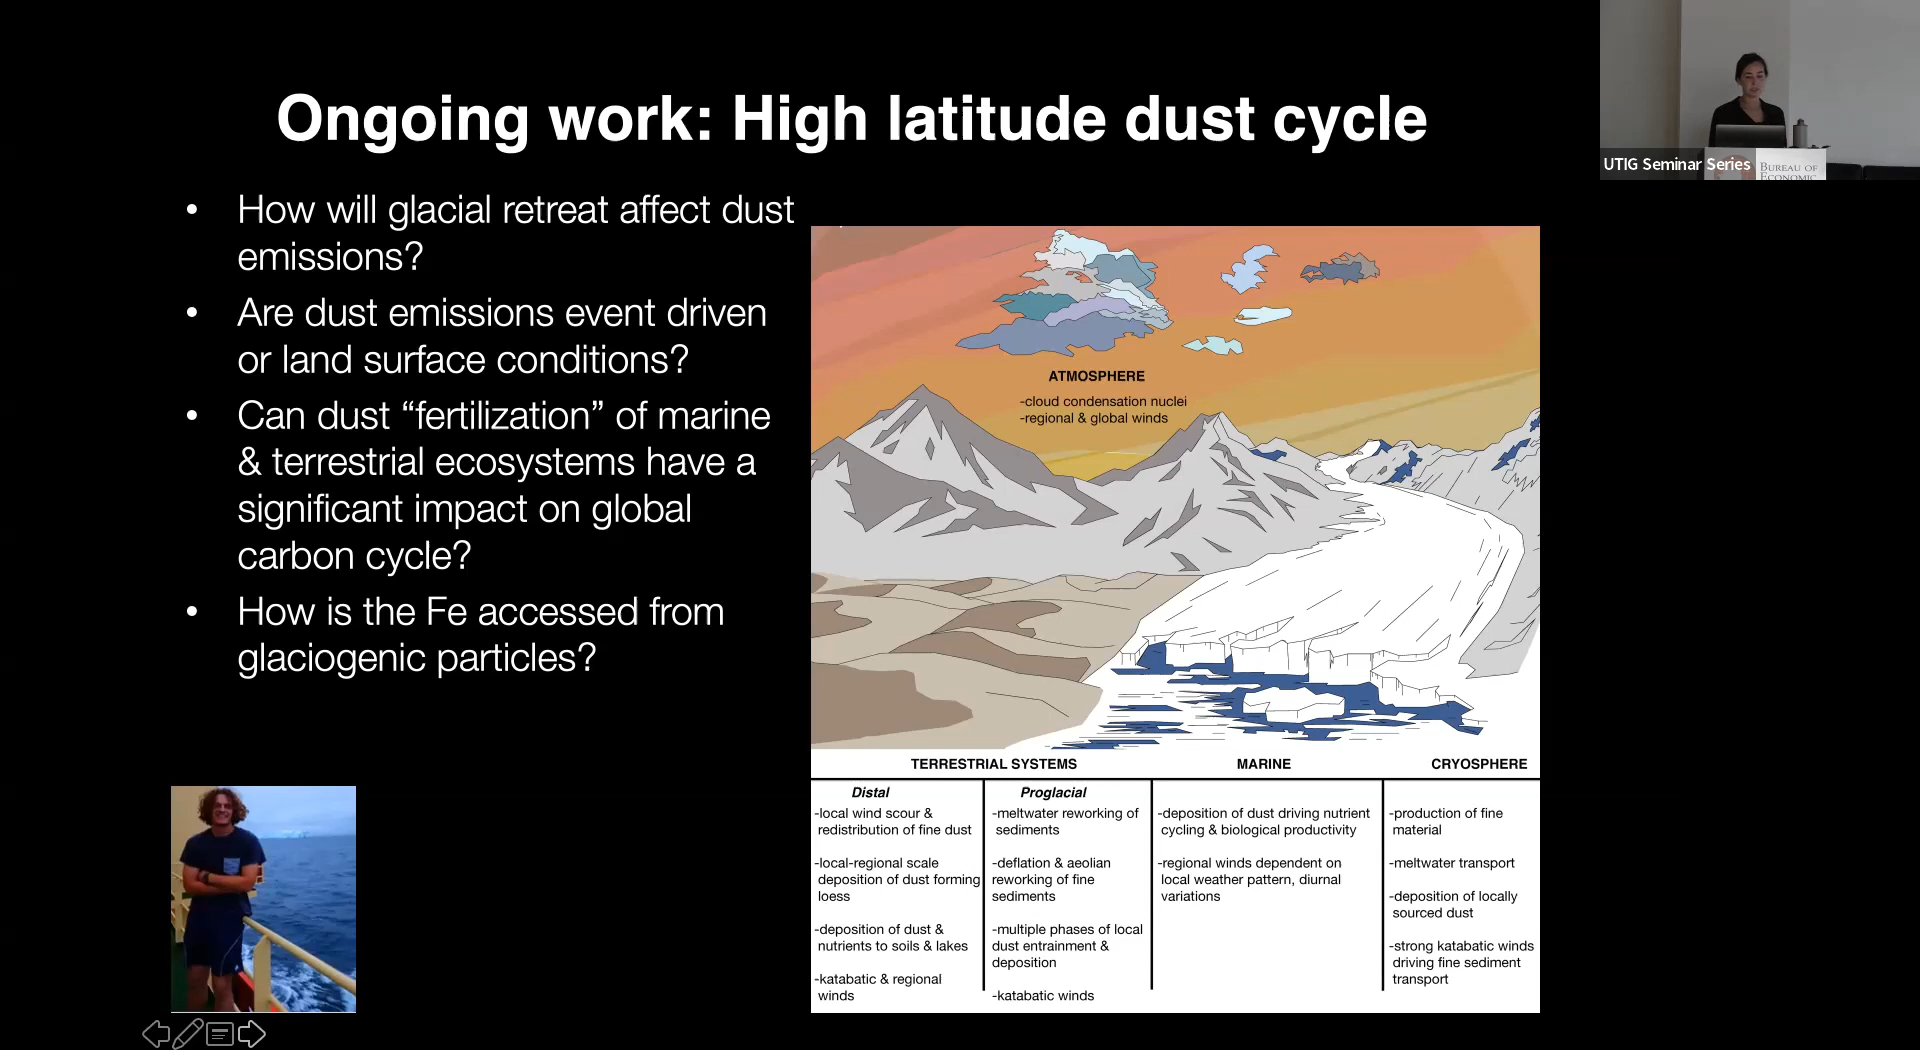 Ongoing work: High latitude dust cycle
• How will glacial retreat affect dust
emissions?
• Are dust emissions event driven
or land surface conditions?
• Can dust “fertilization” of marine
& terrestrial ecosystems have a
significant impact on global
carbon cycle?
• How is the Fe accessed from
glaciogenic particles?
UTIG Seminar Series
BUREAU OF
ECONOMIC
ATMOSPHERE
-cloud condensation nuclei
-regional & global winds
TERRESTRIAL SYSTEMS
Distal
-local wind scour &
redistribution of fine dust
-local-regional scale
deposition of dust forming
loess
-deposition of dust &
nutrients to soils & lakes
-katabatic & regional
winds
Proglacial
-meltwater reworking of
sediments
-deflation & aeolian
reworking of fine
sediments
-multiple phases of local
dust entrainment &
deposition
-katabatic winds
MARINE
-deposition of dust driving nutrient
cycling & biological productivity
-regional winds dependent on
local weather pattern, diurnal
variations
CRYOSPHERE
-production of fine
material
-meltwater transport
-deposition of locally
sourced dust
-strong katabatic winds
driving fine sediment
transport